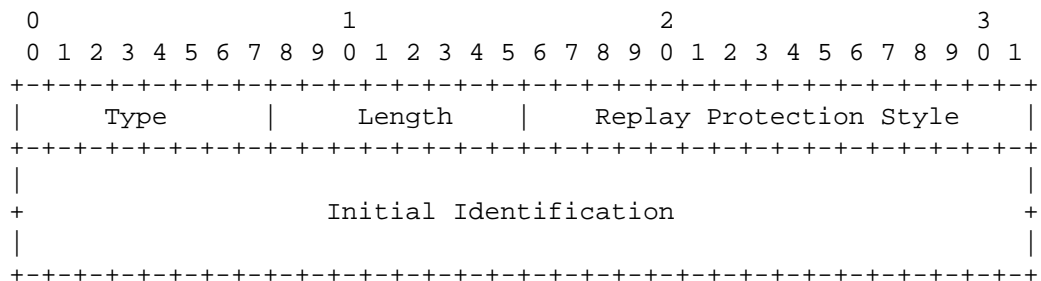 0                   1                   2                   3
 0 1 2 3 4 5 6 7 8 9 0 1 2 3 4 5 6 7 8 9 0 1 2 3 4 5 6 7 8 9 0 1
+-+-+-+-+-+-+-+-+-+-+-+-+-+-+-+-+-+-+-+-+-+-+-+-+-+-+-+-+-+-+-+-+
|     Type      |     Length    |    Replay Protection Style    |
+-+-+-+-+-+-+-+-+-+-+-+-+-+-+-+-+-+-+-+-+-+-+-+-+-+-+-+-+-+-+-+-+
|                                                               |
+                   Initial Identification                      +
|                                                               |
+-+-+-+-+-+-+-+-+-+-+-+-+-+-+-+-+-+-+-+-+-+-+-+-+-+-+-+-+-+-+-+-+